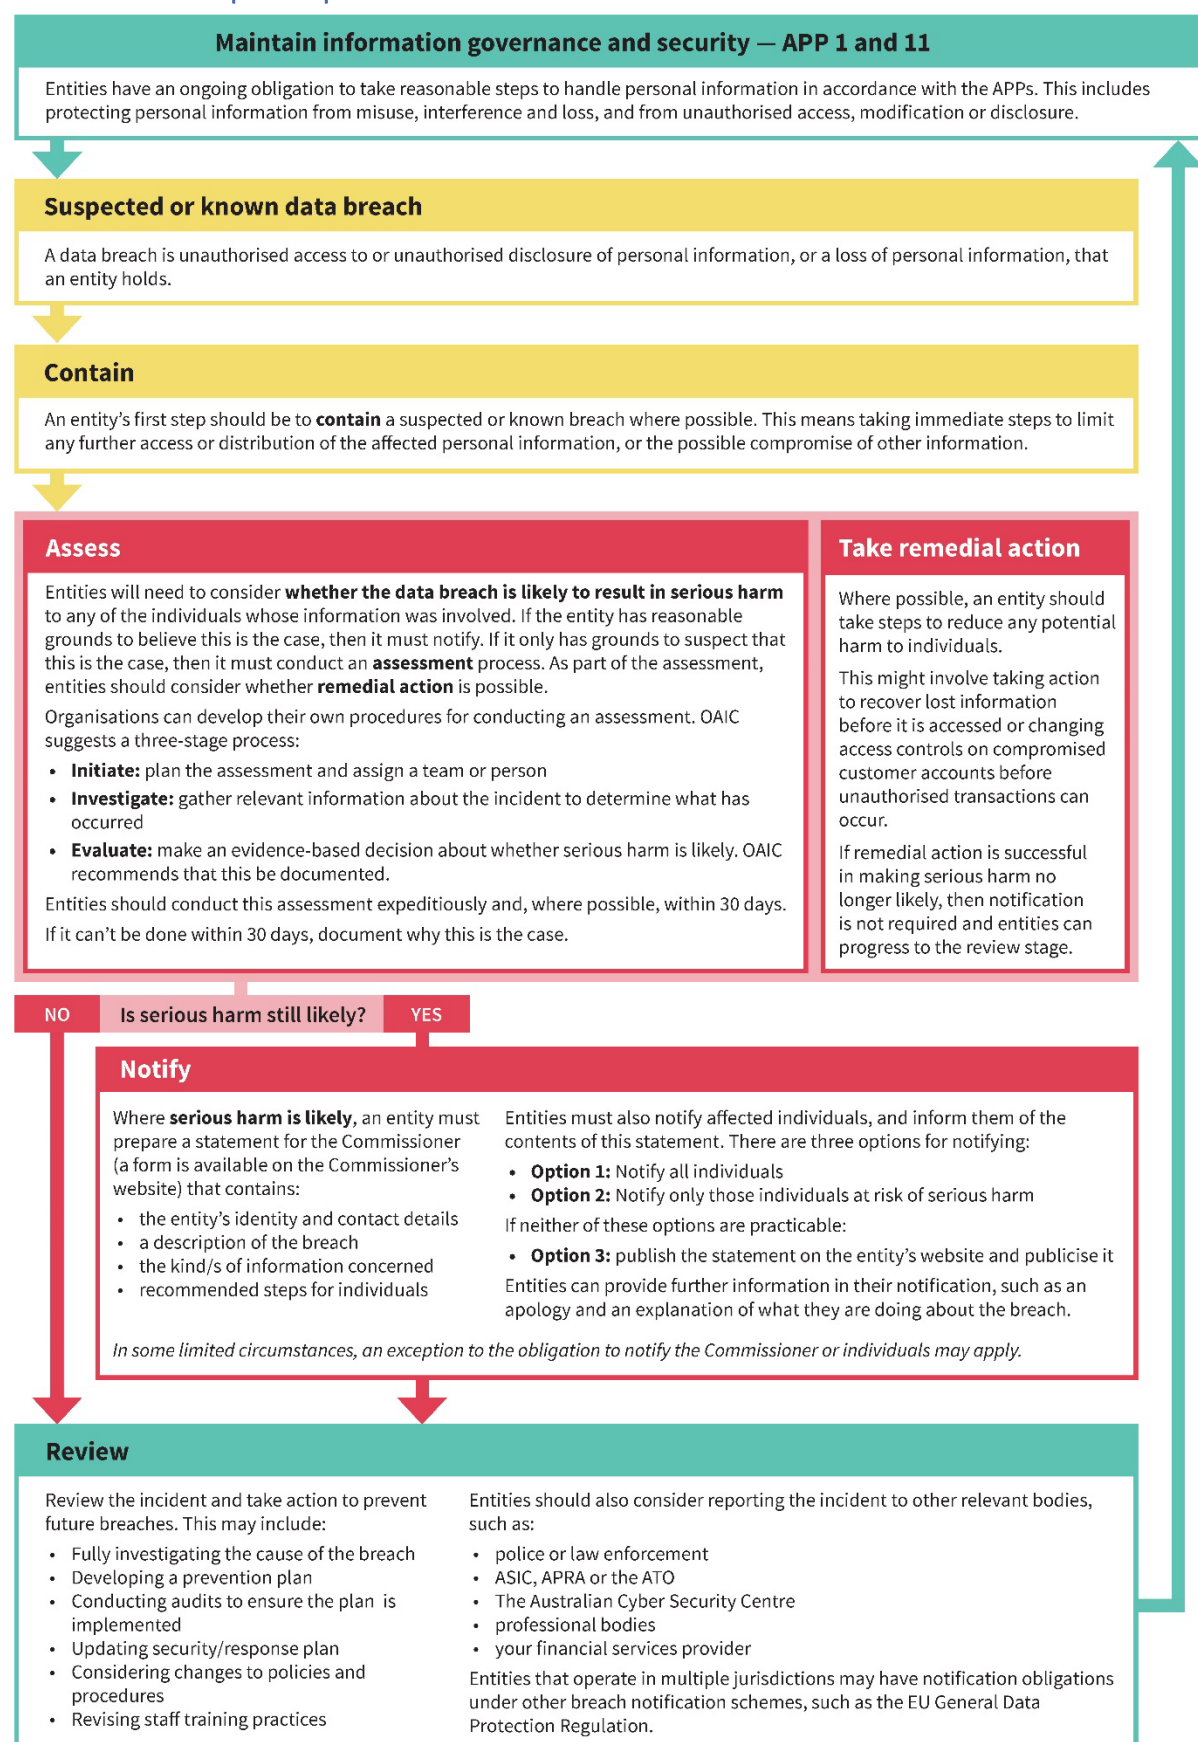 Maintain information governance and security — APP 1 and 11
Entities have an ongoing obligation to take reasonable steps to handle personal information in accordance with the APPs. This includes
protecting personal information from misuse, interference and loss, and from unauthorised access, modification or disclosure.
Suspected or known data breach
A data breach is unauthorised access to or unauthorised disclosure of personal information, or a loss of personal information, that
an entity holds.
Contain
An entity’s first step should be to contain a suspected or known breach where possible. This means taking immediate steps to limit
any further access or distribution of the affected personal information, or the possible compromise of other information.
Assess
Entities will need to consider whether the data breach is likely to result in serious harm
to any of the individuals whose information was involved. If the entity has reasonable
grounds to believe this is the case, then it must notify. If it only has grounds to suspect that
this is the case, then it must conduct an assessment process. As part of the assessment,
entities should consider whether remedial action is possible.
Organisations can develop their own procedures for conducting an assessment. OAIC
suggests a three-stage process:
• Initiate: plan the assessment and assign a team or person
• Investigate: gather relevant information about the incident to determine what has
occurred
• Evaluate: make an evidence-based decision about whether serious harm is likely. OAIC
recommends that this be documented.
Entities should conduct this assessment expeditiously and, where possible, within 30 days.
If it can’t be done within 30 days, document why this is the case.
Take remedial action
Where possible, an entity should
take steps to reduce any potential
harm to individuals.
This might involve taking action
to recover lost information
before it is accessed or changing
access controls on compromised
customer accounts before
unauthorised transactions can
occur.
If remedial action is successful
in making serious harm no
longer likely, then notification
is not required and entities can
progress to the review stage.
NO
Is serious harm still likely?
YES
Notify
Where serious harm is likely, an entity must
prepare a statement for the Commissioner
(a form is available on the Commissioner’s
website) that contains:
• the entity’s identity and contact details
• a description of the breach
• the kind/s of information concerned
• recommended steps for individuals
Entities must also notify affected individuals, and inform them of the
contents of this statement. There are three options for notifying:
• Option 1: Notify all individuals
• Option 2: Notify only those individuals at risk of serious harm
If neither of these options are practicable:
• Option 3: publish the statement on the entity’s website and publicise it
Entities can provide further information in their notification, such as an
apology and an explanation of what they are doing about the breach.
In some limited circumstances, an exception to the obligation to notify the Commissioner or individuals may apply.
Review
Review the incident and take action to prevent
future breaches. This may include:
• Fully investigating the cause of the breach
• Developing a prevention plan
• Conducting audits to ensure the plan is
implemented
• Updating security/response plan
• Considering changes to policies and
procedures
• Revising staff training practices
Entities should also consider reporting the incident to other relevant bodies,
such as:
• police or law enforcement
• ASIC, APRA or the ATO
• The Australian Cyber Security Centre
• professional bodies
• your financial services provider
Entities that operate in multiple jurisdictions may have notification obligations
under other breach notification schemes, such as the EU General Data
Protection Regulation.